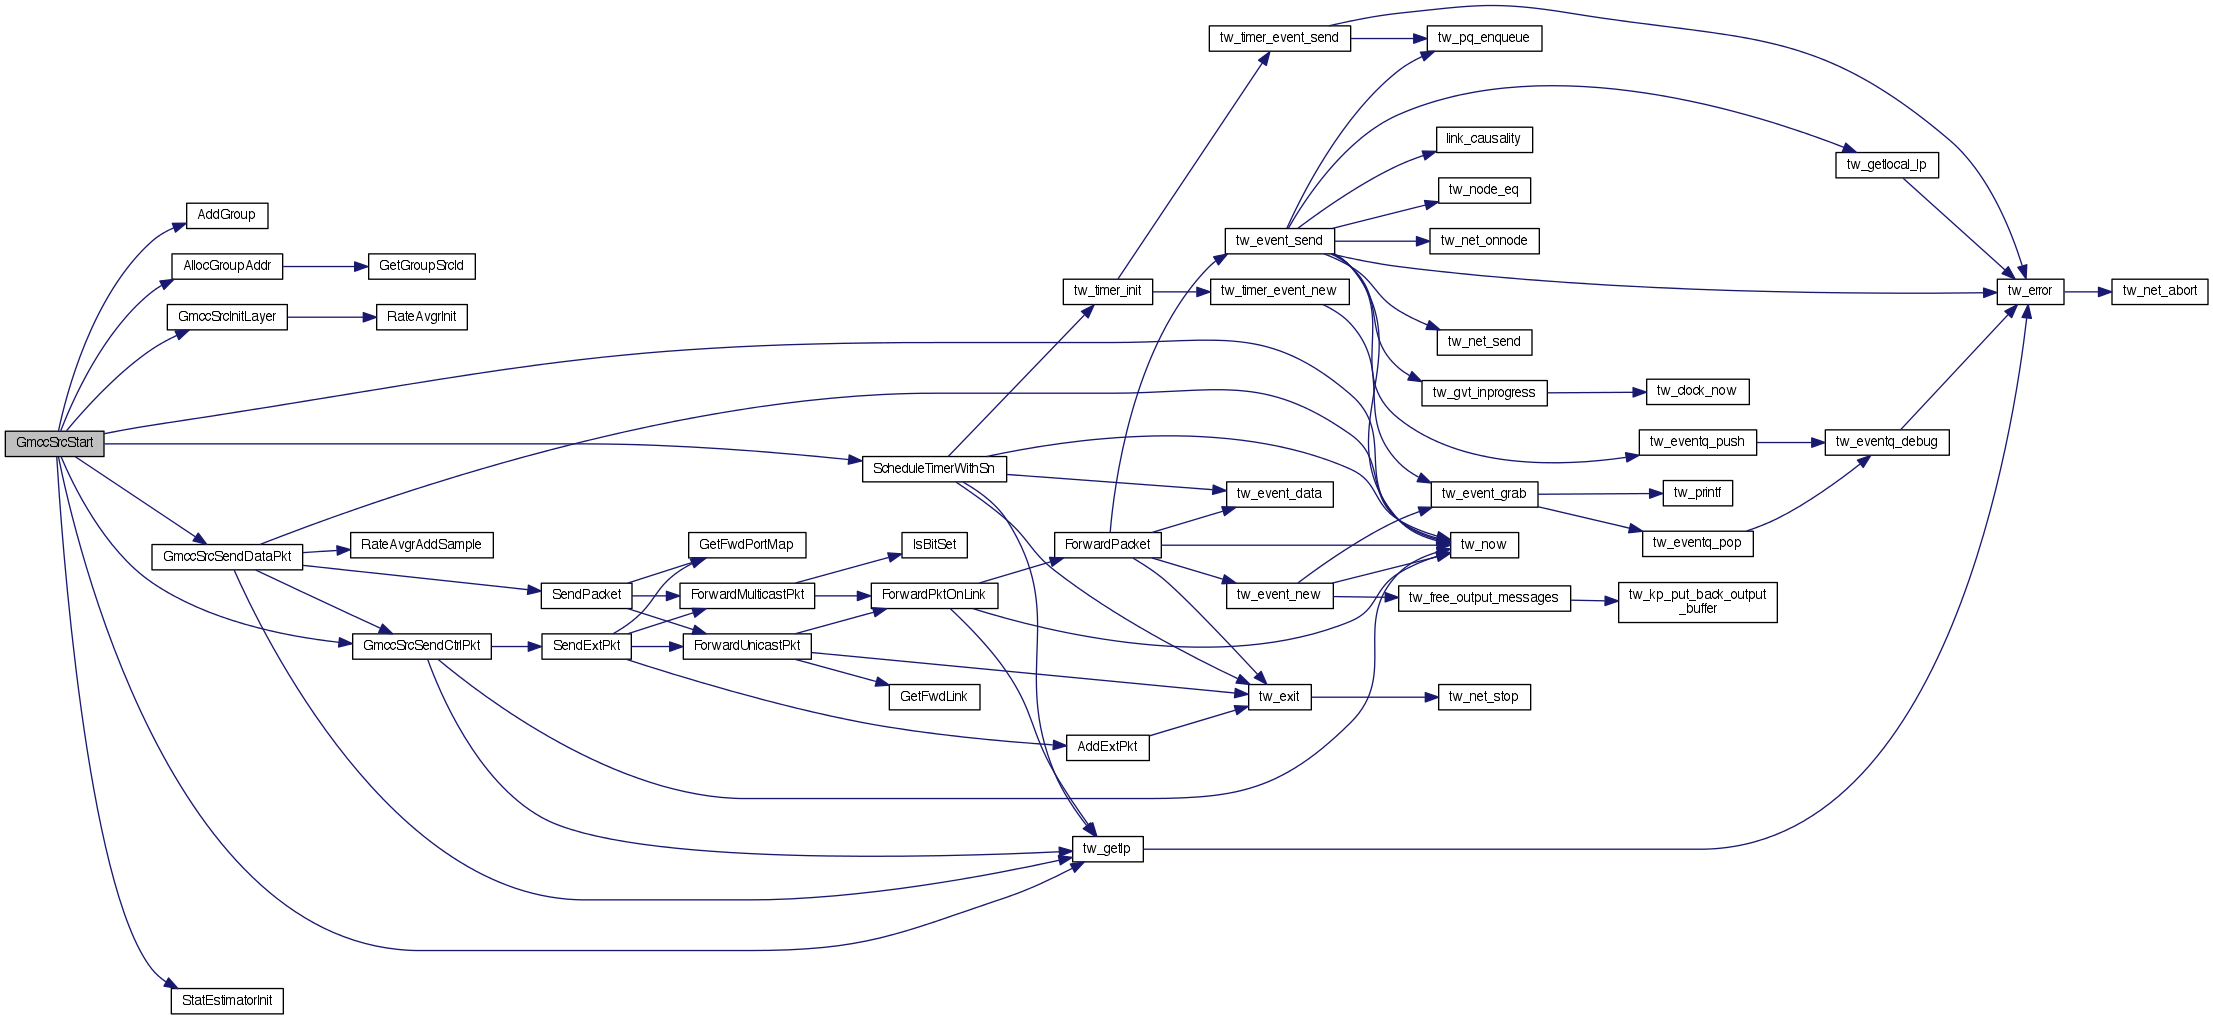 GmccSrcStart
AddGroup
AllocGroupAddr
GetGroupSrcId
GmccSrcInitLayer
RateAvgrInit
GmccSrcSendDataPkt
RateAvgrAddSample
GmccSrcSendCtrlPkt
StatEstimatorInit
SendPacket
SendExtPkt
GetFwdPortMap
ForwardMulticastPkt
ForwardUnicastPkt
IsBitSet
ForwardPktOnLink
GetFwdLink
ScheduleTimerWithSn
tw_timer_init
ForwardPacket
AddExtPkt
tw_getlp
tw_timer_event_send
tw_event_send
tw_timer_event_new
tw_event_data
tw_event_new
tw_exit
tw_pq_enqueue
link_causality
tw_node_eq
tw_net_onnode
tw_net_send
tw_gvt_inprogress
tw_event_grab
tw_now
tw_free_output_messages
tw_net_stop
tw_clock_now
tw_eventq_push
tw_printf
tw_eventq_pop
tw_kp_put_back_output
_buffer
tw_getlocal_lp
tw_eventq_debug
tw_error
tw_net_abort